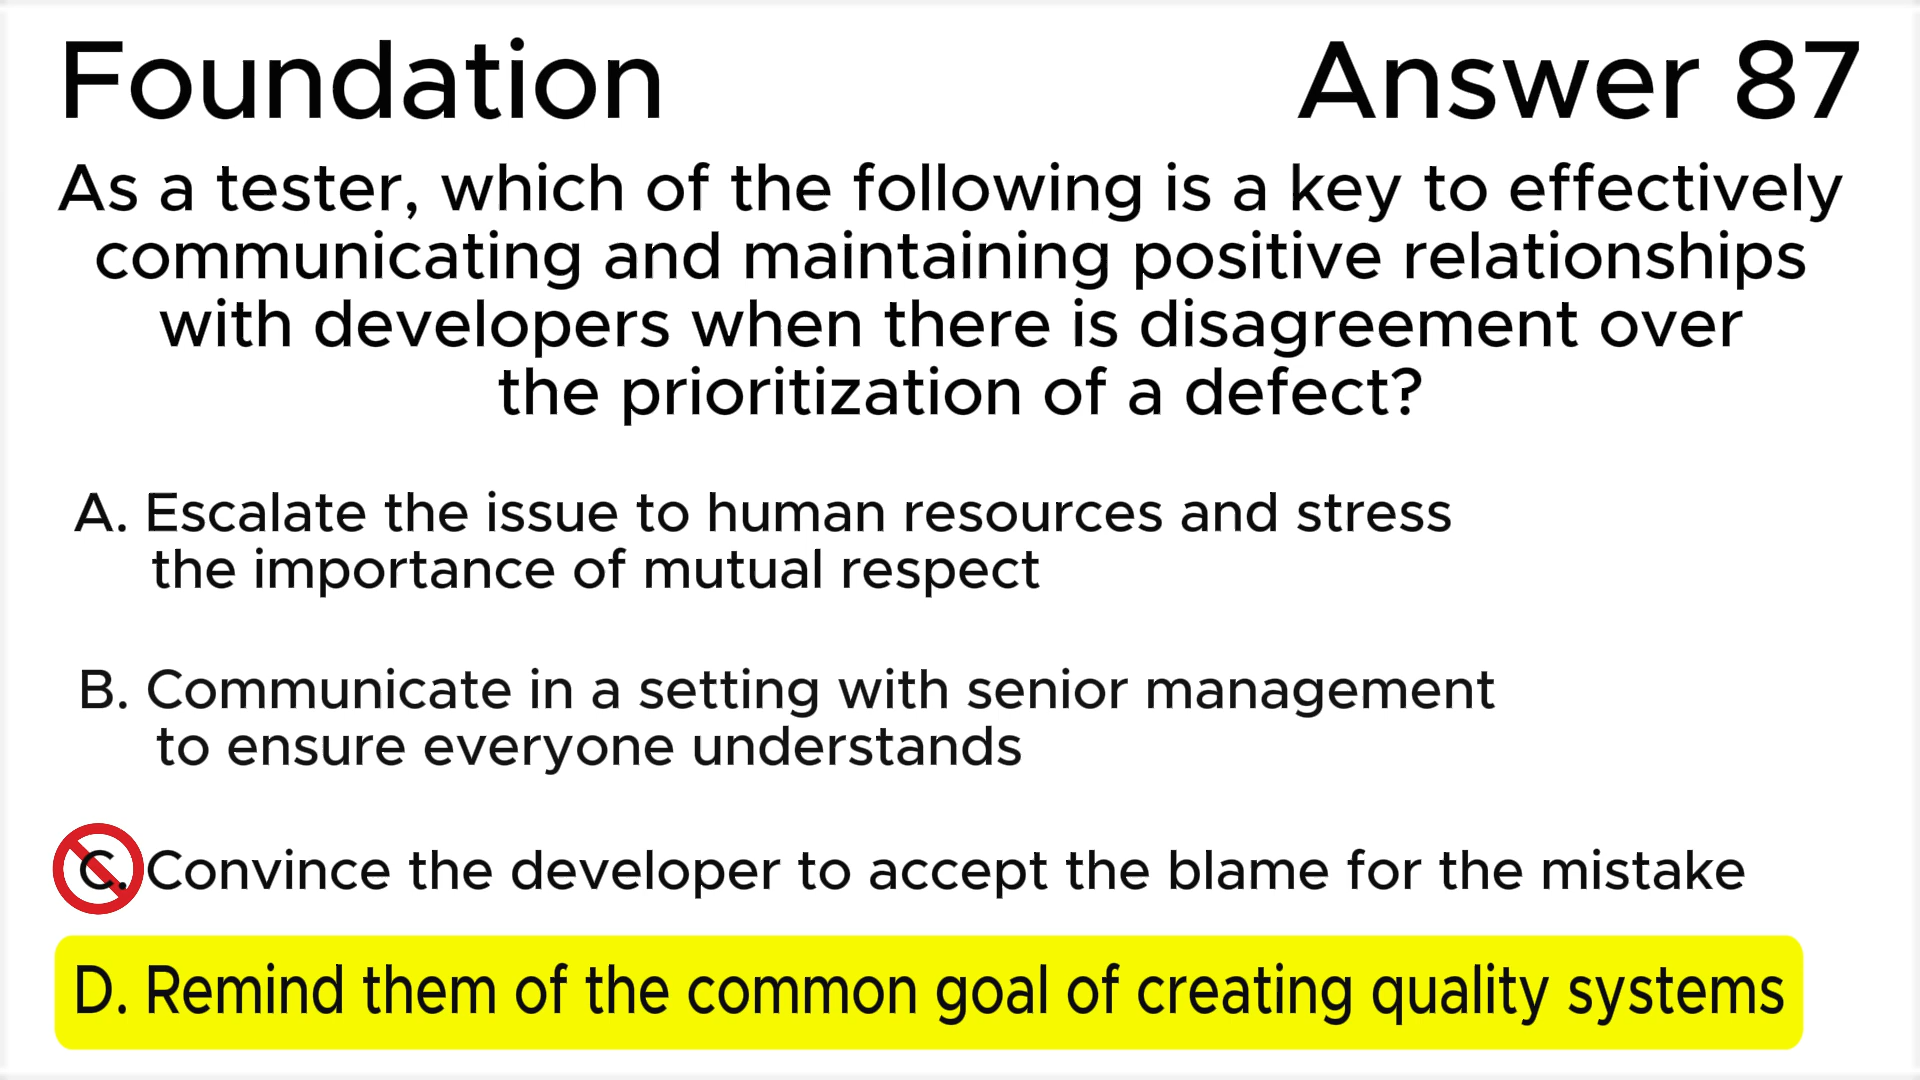 Foundation
Answer 87
As a tester, which of the following is a key to effectively
communicating and maintaining positive relationships
with developers when there is disagreement over
the prioritization of a defect?
A. Escalate the issue to human resources and stress
the importance of mutual respect
B. Communicate in a setting with senior management
to ensure everyone understands
C. Convince the developer to accept the blame for the mistake
D. Remind them of the common goal of creating quality systems